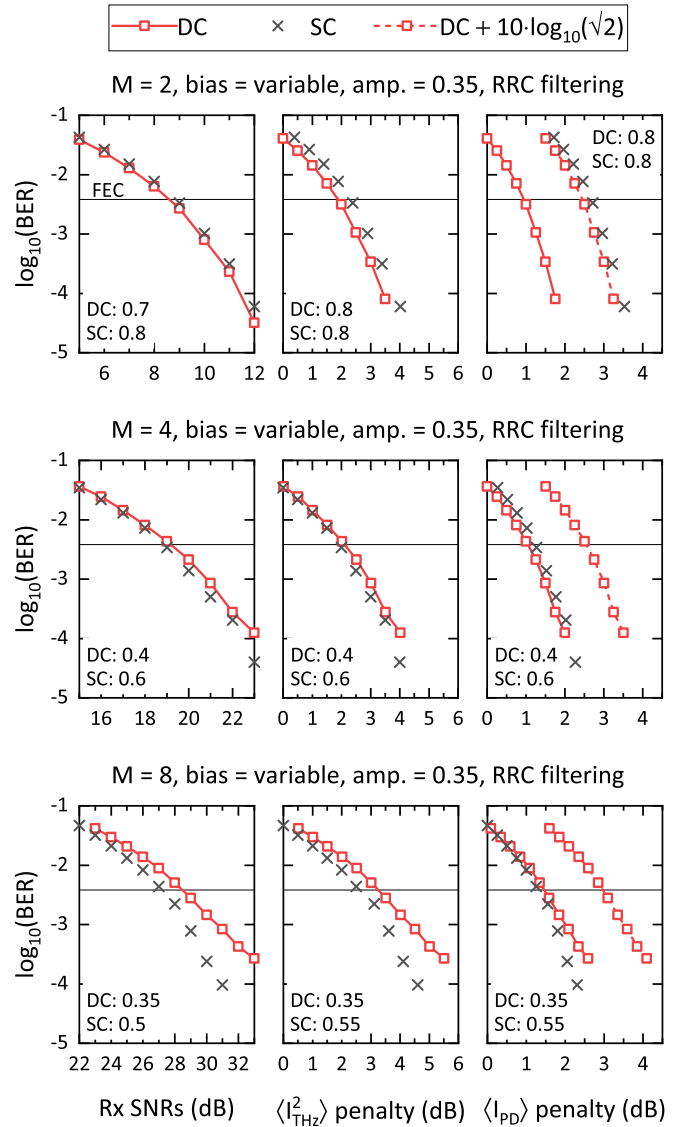 DC SC DC + 10·log10(√2)
M = 2, bias = variable, amp. = 0.35, RRC filtering
log10(BER)
-1
-2
-3
-4
-5
FEC
DC: 0.7
SC: 0.8
6 8 10 12
DC: 0.8
SC: 0.8
0 1 2 3 4 5 6
DC: 0.8
SC: 0.8
0 1 2 3 4
M = 4, bias = variable, amp. = 0.35, RRC filtering
log10(BER)
-1
-2
-3
-4
-5
DC: 0.4
SC: 0.6
16 18 20 22
DC: 0.4
SC: 0.6
0 1 2 3 4 5 6
DC: 0.4
SC: 0.6
0 1 2 3 4
M = 8, bias = variable, amp. = 0.35, RRC filtering
log10(BER)
-1
-2
-3
-4
-5
DC: 0.35
SC: 0.5
22 24 26 28 30 32
DC: 0.35
SC: 0.55
0 1 2 3 4 5 6
DC: 0.35
SC: 0.55
0 1 2 3 4
Rx SNRs (dB)
⟨I²THz⟩ penalty (dB)
⟨IPD⟩ penalty (dB)